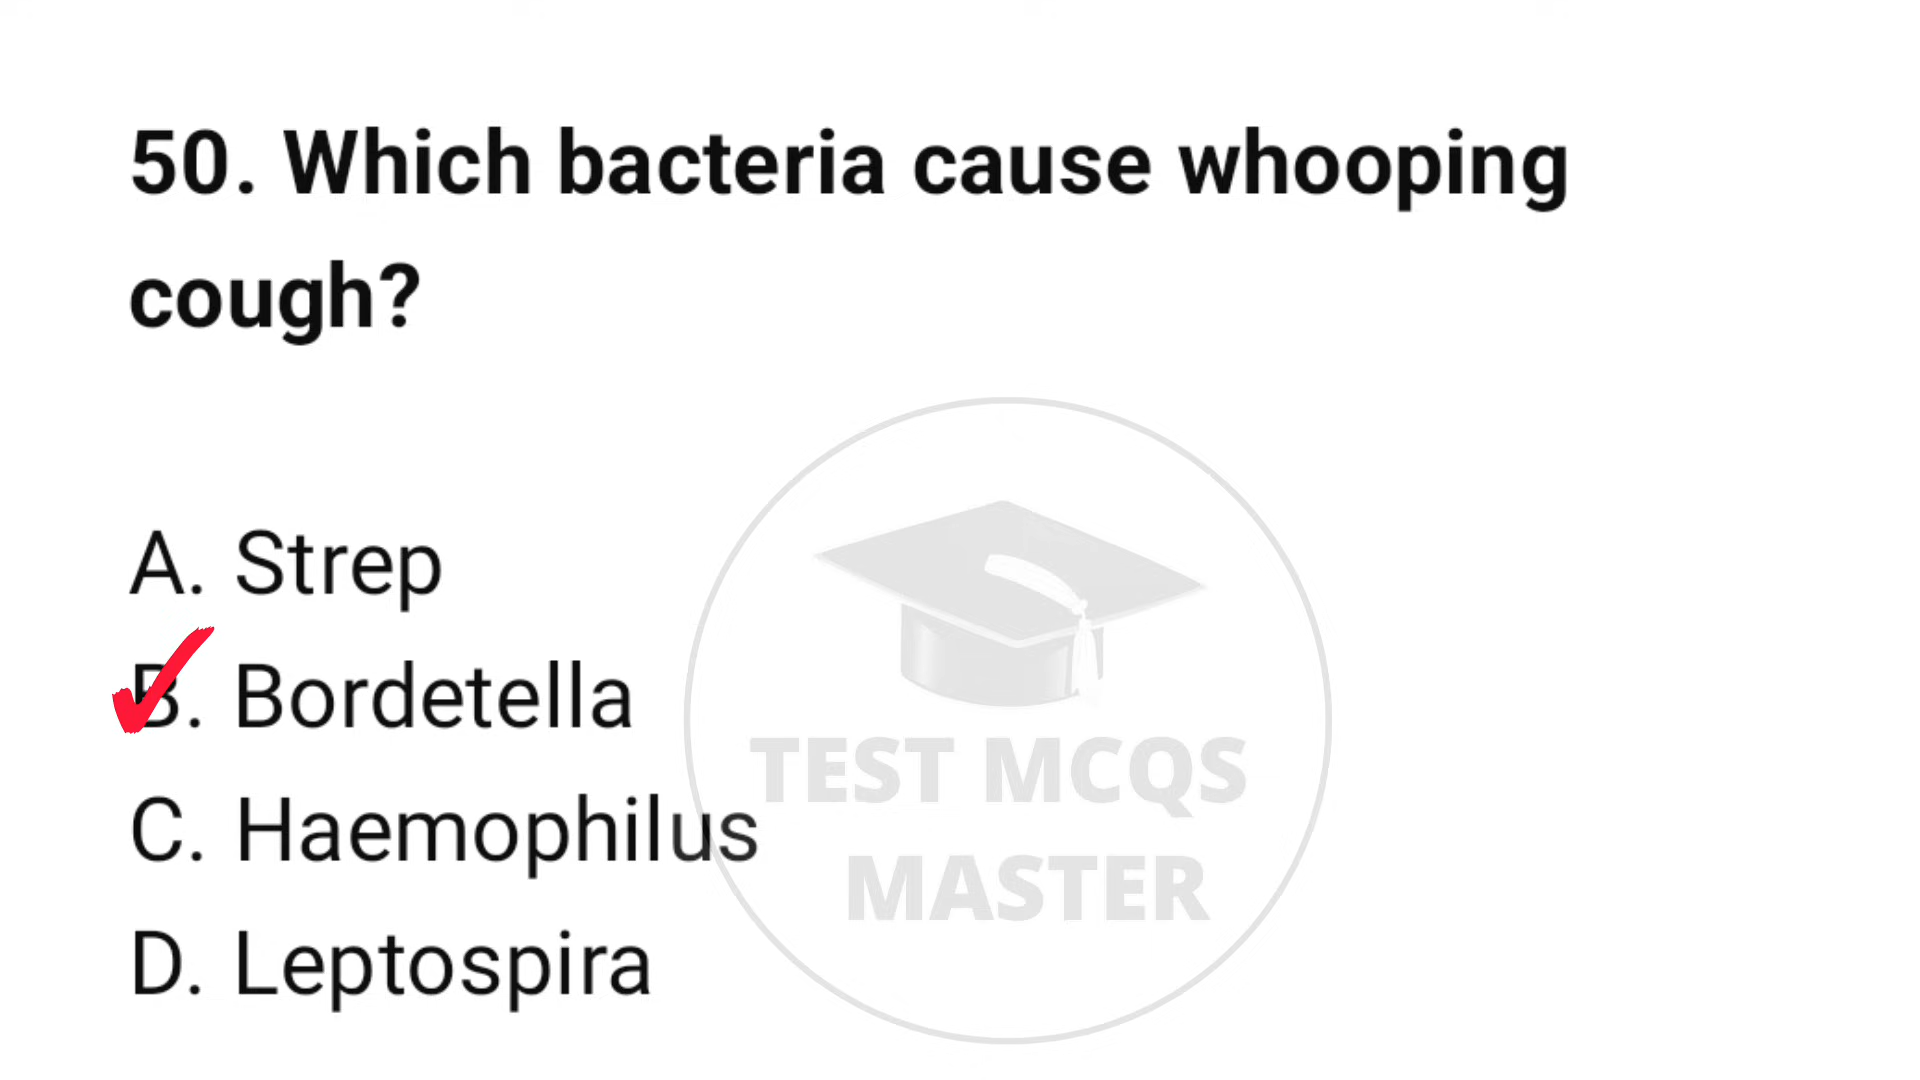 50. Which bacteria cause whooping
cough?
A. Strep
B. Bordetella
C. Haemophilus
D. Leptospira
TEST MCQS
MASTER